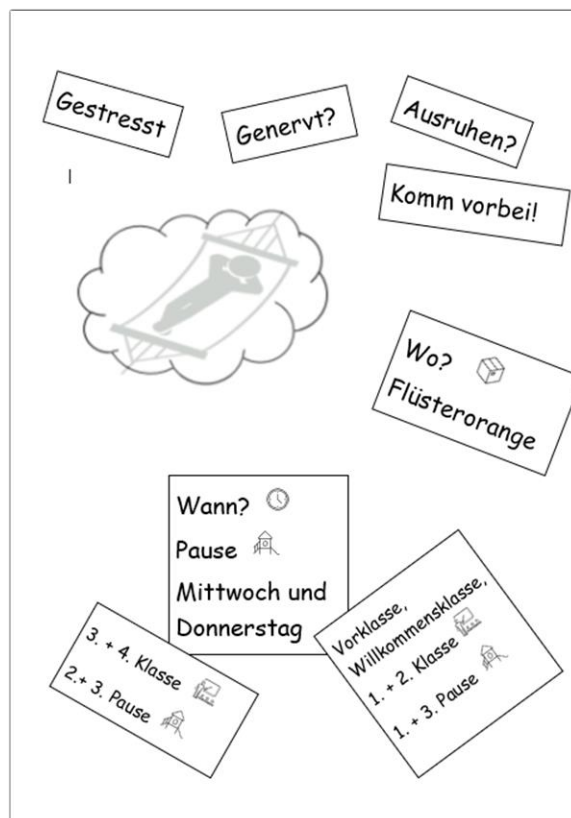 Gestresst
Genervt?
Ausruhen?
Komm vorbei!
Wo?
Flüsterorange
Wann?
Pause
Mittwoch und
Donnerstag
3. + 4. Klasse
2.+ 3. Pause
Vorklasse,
Willkommensklasse,
1. + 2. Klasse
1. + 3. Pause